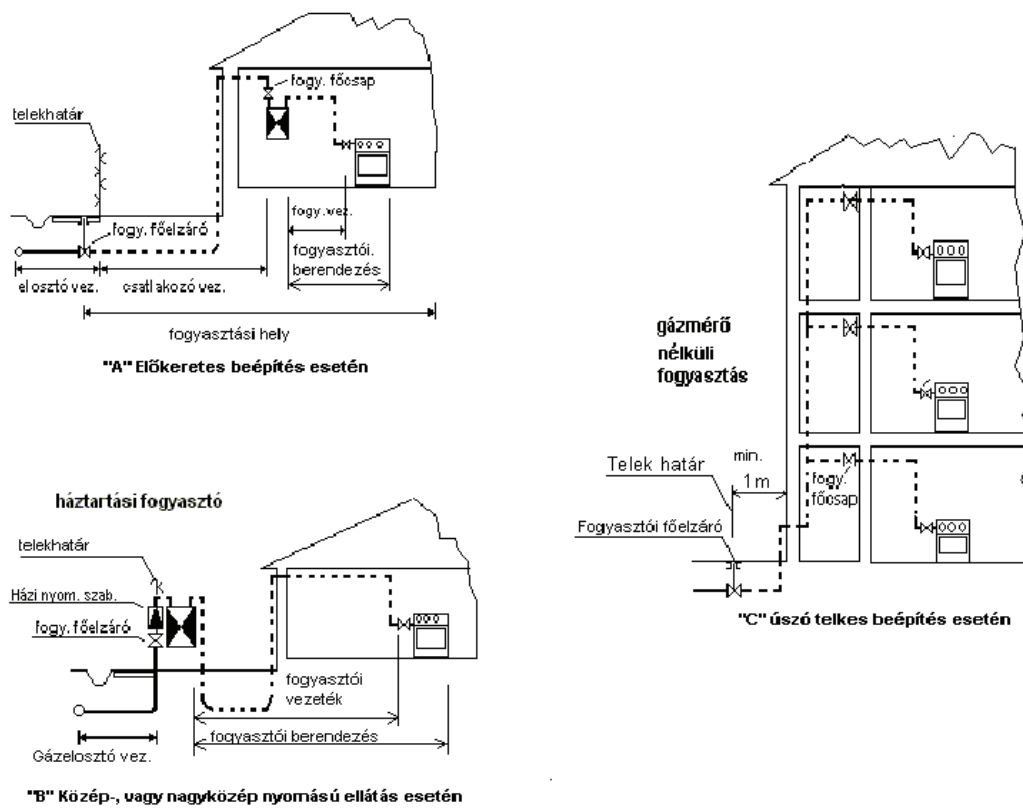 telekhatár
fogy. főcsap
fogy. főelzáró
fogy. vez.
fogyasztói.
berendezés
elosztó vez.
csatlakozó vez.
fogyasztási hely
"A" Előkeretes beépítés esetén
háztartási fogyasztó
telekhatár
Házi nyom. szab.
fogy. főelzáró
fogyasztói
vezeték
fogyasztói berendezés
Gázelosztó vez.
"B" Közép-, vagy nagyközép nyomású ellátás esetén
gázmérő
nélküli
fogyasztás
Telek határ
min.
1 m
fogy.
főcsap
Fogyasztói főelzáró
"C" úszó telkes beépítés esetén